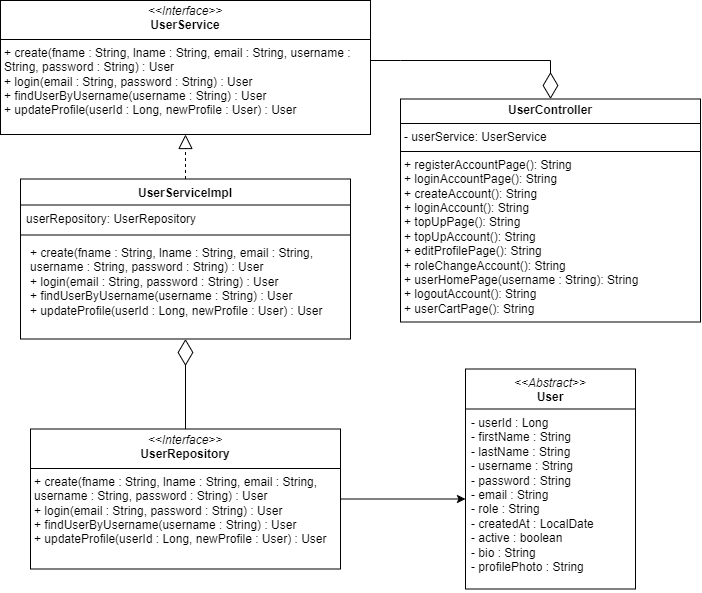 <<Interface>>
UserService
+ create(fname : String, lname : String, email : String, username :
String, password : String) : User
+ login(email : String, password : String) : User
+ findUserByUsername(username : String) : User
+ updateProfile(userId : Long, newProfile : User) : User
UserController
- userService: UserService
+ registerAccountPage(): String
+ loginAccountPage(): String
+ createAccount(): String
+ loginAccount(): String
+ topUpPage(): String
+ topUpAccount(): String
+ editProfilePage(): String
+ roleChangeAccount(): String
+ userHomePage(username : String): String
+ logoutAccount(): String
+ userCartPage(): String
UserServiceImpl
userRepository: UserRepository
+ create(fname : String, lname : String, email : String,
username : String, password : String) : User
+ login(email : String, password : String) : User
+ findUserByUsername(username : String) : User
+ updateProfile(userId : Long, newProfile : User) : User
<<Interface>>
UserRepository
+ create(fname : String, lname : String, email : String,
username : String, password : String) : User
+ login(email : String, password : String) : User
+ findUserByUsername(username : String) : User
+ updateProfile(userId : Long, newProfile : User) : User
<<Abstract>>
User
- userId : Long
- firstName : String
- lastName : String
- username : String
- password : String
- email : String
- role : String
- createdAt : LocalDate
- active : boolean
- bio : String
- profilePhoto : String